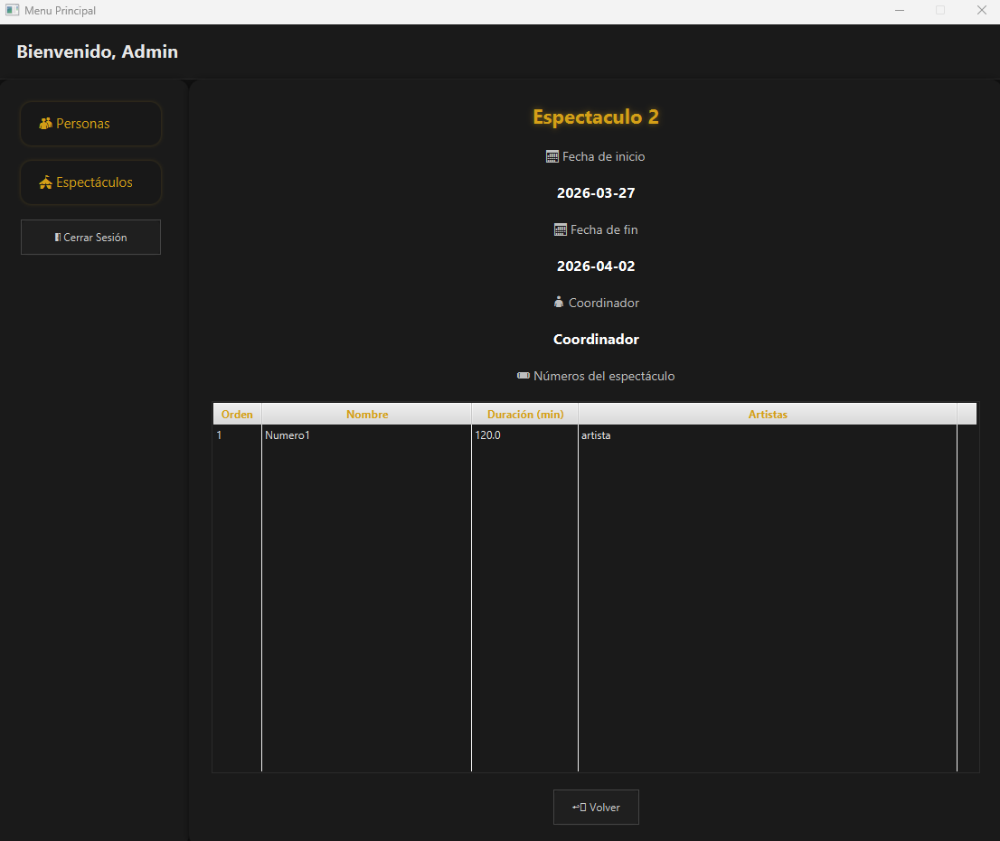 Menu Principal
Bienvenido, Admin
Personas
Espectáculos
Cerrar Sesión
Espectaculo 2
Fecha de inicio
2026-03-27
Fecha de fin
2026-04-02
Coordinador
Coordinador
Números del espectáculo
Orden Nombre Duración (min) Artistas
1 Numero1 120.0 artista
Volver